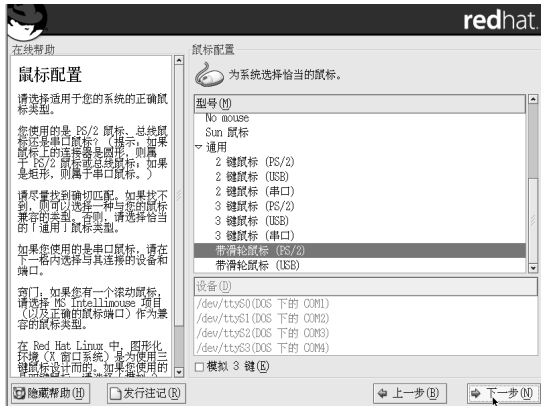 redhat.
在线帮助
鼠标配置
请选择适用于您的系统的正确鼠
标类型。
您使用的是 PS/2 鼠标、总线鼠
标还是串口鼠标？(提示：如果
鼠标上的连接器是圆形，则属
于 PS/2 鼠标或总线鼠标；如果
是矩形，则属于串口鼠标。)
请尽量找到确切匹配。如果找不
到，则可以选择一种与您的鼠标
兼容的类型。否则，请选择恰当
的「通用」鼠标类型。
如果您使用的是串口鼠标，请在
下一格内选择与其连接的设备和
端口。
窍门：如果您有一个滚动鼠标，
请选择 MS Intellimouse 项目
（以及正确的鼠标端口）作为兼
容的鼠标类型。
在 Red Hat Linux 中，图形化
环境（X 窗口系统）是为使用三
键鼠标设计而的。如果您使用的
鼠标配置
为系统选择恰当的鼠标。
型号(M)
No mouse
Sun 鼠标
通用
2 键鼠标 (PS/2)
2 键鼠标 (USB)
2 键鼠标 (串口)
3 键鼠标 (PS/2)
3 键鼠标 (USB)
3 键鼠标 (串口)
带滑轮鼠标 (PS/2)
带滑轮鼠标 (USB)
设备(D)
/dev/ttyS0(DOS 下的 COM1)
/dev/ttyS1(DOS 下的 COM2)
/dev/ttyS2(DOS 下的 COM3)
/dev/ttyS3(DOS 下的 COM4)
模拟 3 键(E)
隐藏帮助(H)
发行注记(R)
上一步(B)
下一步(N)